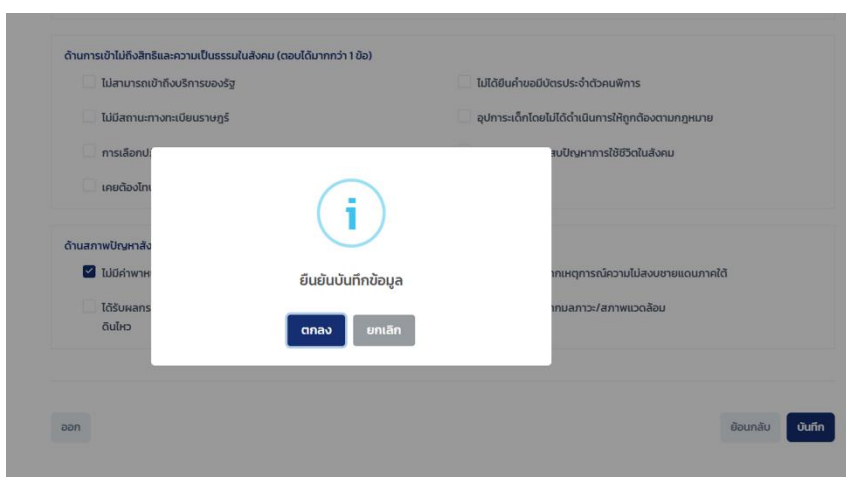 ด้านการเข้าไม่ถึงสิทธิและความเป็นธรรมในสังคม (ตอบได้มากกว่า 1 ข้อ)
ไม่สามารถเข้าถึงบริการของรัฐ
ไม่ได้ยื่นคำขอมีบัตรประจำตัวคนพิการ
ไม่มีสถานะทางทะเบียนราษฎร์
อุปการะเด็กโดยไม่ได้ดำเนินการให้ถูกต้องตามกฎหมาย
การเลือก
ปัญหาการใช้ชีวิตในสังคม
เคยต้อง
ด้านสภาพปัญหา
ไม่มีค่าพาห
เหตุการณ์ความไม่สงบชายแดนภาคใต้
ยืนยันบันทึกข้อมูล
ได้รับผลกร
มลภาวะ/สภาพแวดล้อม
ดินไหว
ตกลง ยกเลิก
ออก
ย้อนกลับ บันทึก